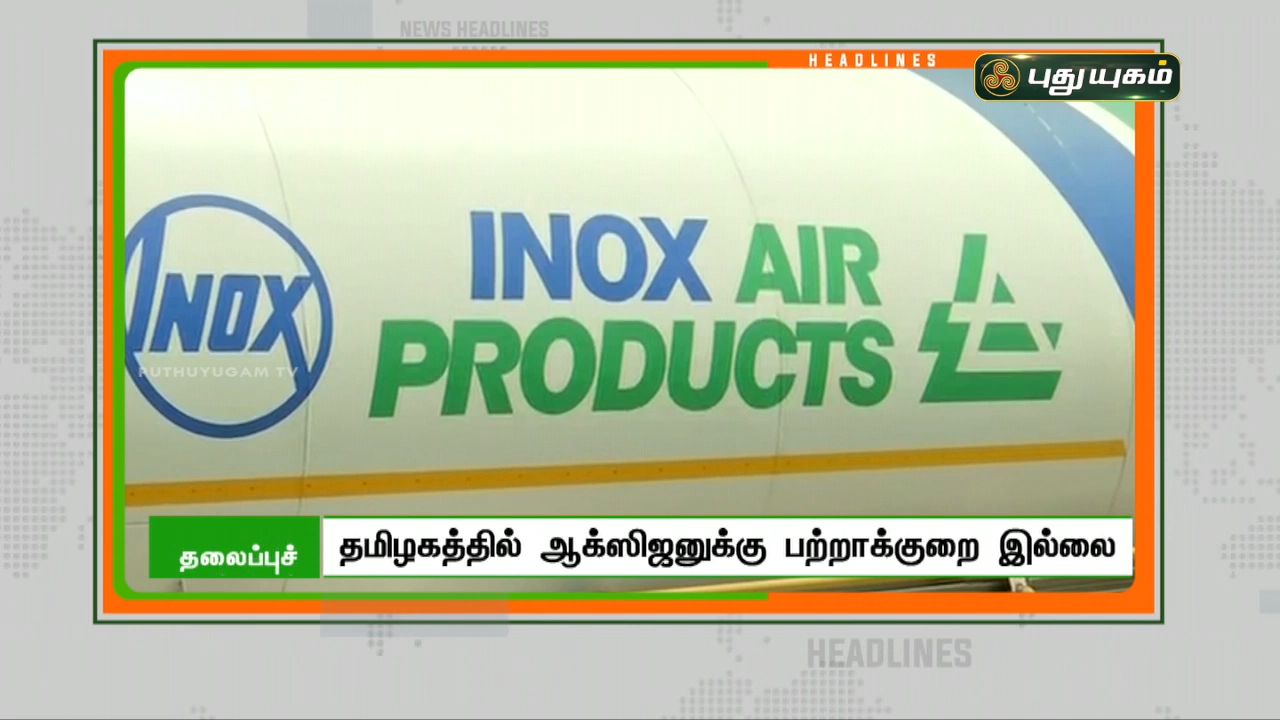 NEWS HEADLINES
HEADLINES
புதுயுகம்
INOX
INOX AIR
PRODUCTS
PUTHUYUGAM TV
தலைப்புச்
தமிழகத்தில் ஆக்ஸிஜனுக்கு பற்றாக்குறை இல்லை
HEADLINES